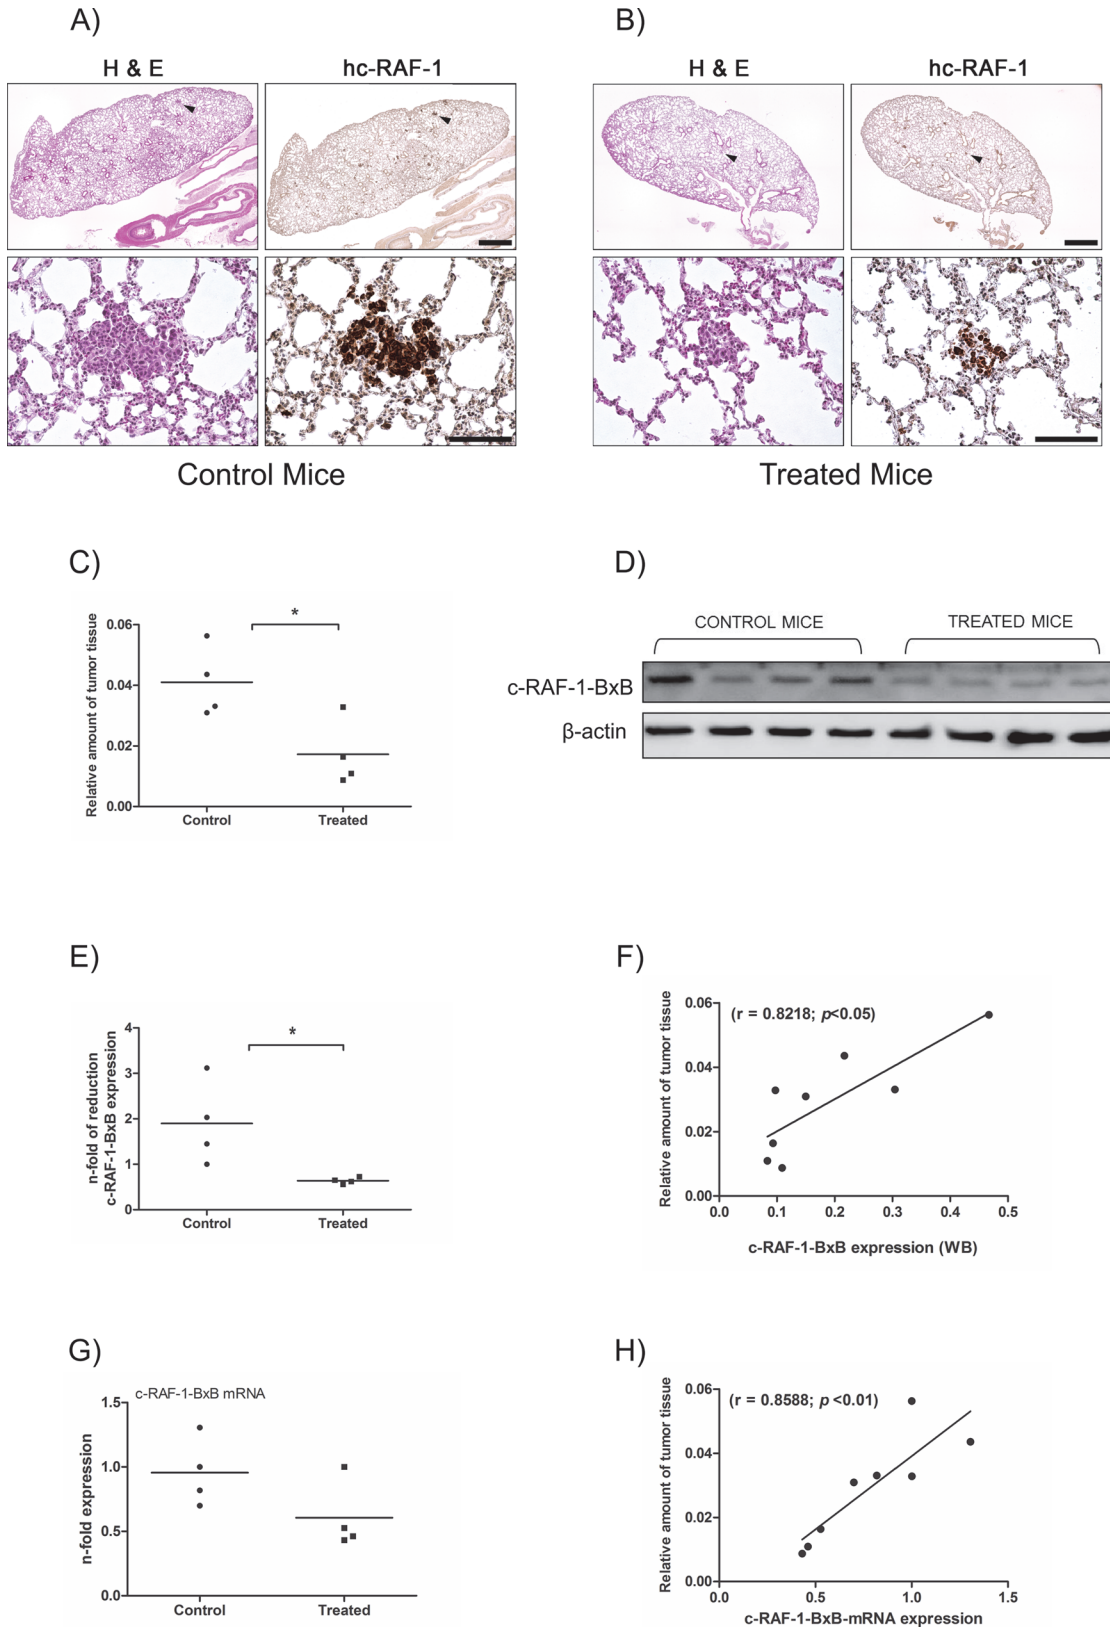 A)
B)
H & E
hc-RAF-1
H & E
hc-RAF-1
Control Mice
Treated Mice
C)
Relative amount of tumor tissue
0.06
0.04
0.02
0.00
*
Control
Treated
D)
CONTROL MICE
TREATED MICE
c-RAF-1-BxB
β-actin
E)
n-fold of reduction
c-RAF-1-BxB expression
4
3
2
1
0
*
Control
Treated
F)
Relative amount of tumor tissue
0.06
0.04
0.02
0.00
(r = 0.8218; p<0.05)
0.0
0.1
0.2
0.3
0.4
0.5
c-RAF-1-BxB expression (WB)
G)
c-RAF-1-BxB mRNA
n-fold expression
1.5
1.0
0.5
0.0
Control
Treated
H)
Relative amount of tumor tissue
0.06
0.04
0.02
0.00
(r = 0.8588; p <0.01)
0.0
0.5
1.0
1.5
c-RAF-1-BxB-mRNA expression